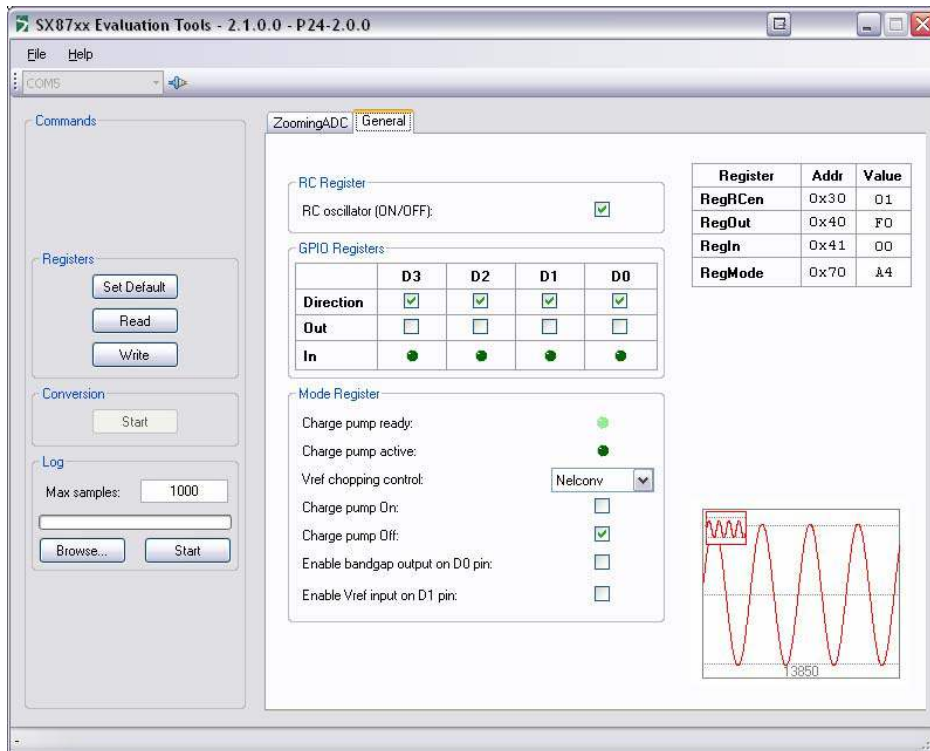 SX87xx Evaluation Tools - 2.1.0.0 - P24-2.0.0
File Help
COM5
Commands
Registers
Set Default
Read
Write
Conversion
Start
Log
Max samples: 1000
Browse... Start
ZoomingADC General
RC Register
RC oscillator (ON/OFF):
GPIO Registers
D3 D2 D1 D0
Direction
Out
In
Mode Register
Charge pump ready:
Charge pump active:
Vref chopping control: Nelconv
Charge pump On:
Charge pump Off:
Enable bandgap output on D0 pin:
Enable Vref input on D1 pin:
Register Addr Value
RegRCen 0x30 01
RegOut 0x40 F0
RegIn 0x41 00
RegMode 0x70 A4
13850
-